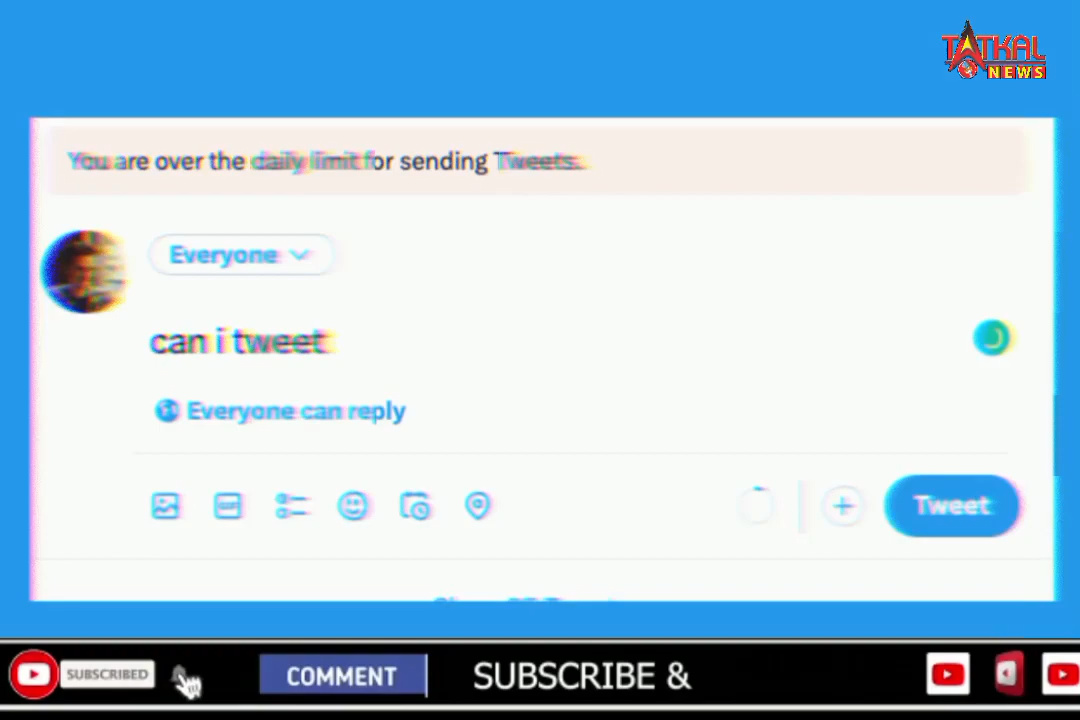 TATKAL
NEWS
You are over the daily limit for sending Tweets.
Everyone
can i tweet
Everyone can reply
GIF
Tweet
SUBSCRIBED
COMMENT
SUBSCRIBE &